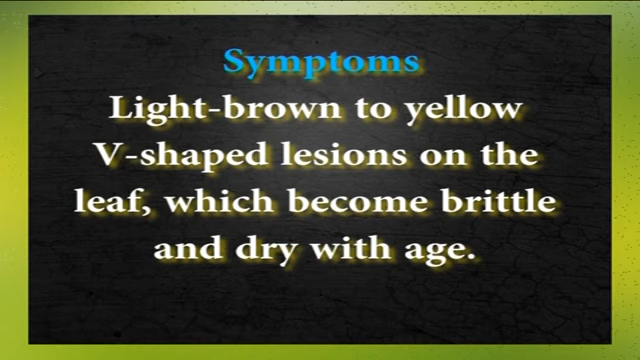 Symptoms
Light-brown to yellow
V-shaped lesions on the
leaf, which become brittle
and dry with age.